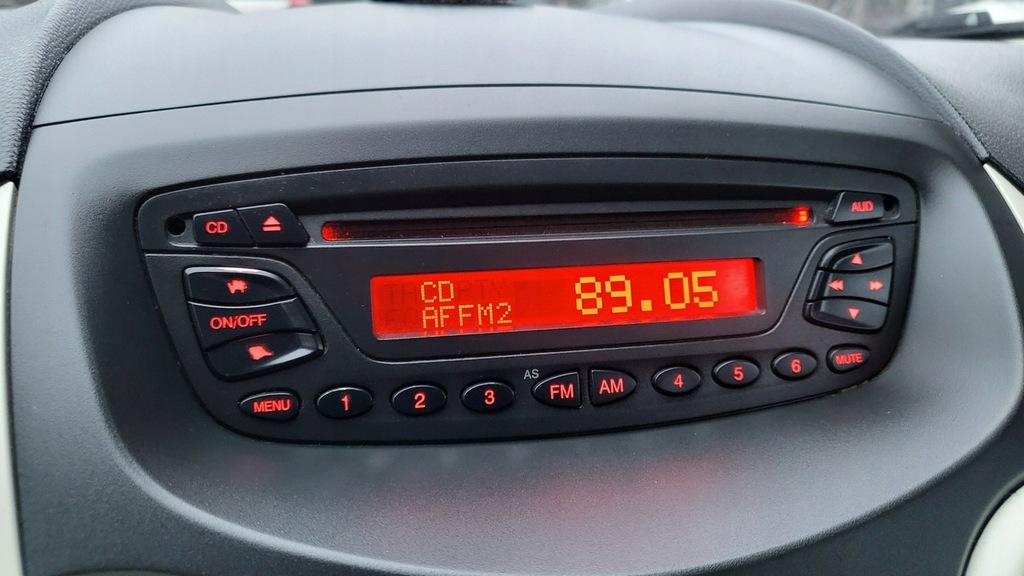 CD
AUD
CD
AFFM2
89.05
ON/OFF
MENU
1
2
3
AS
FM
AM
4
5
6
MUTE